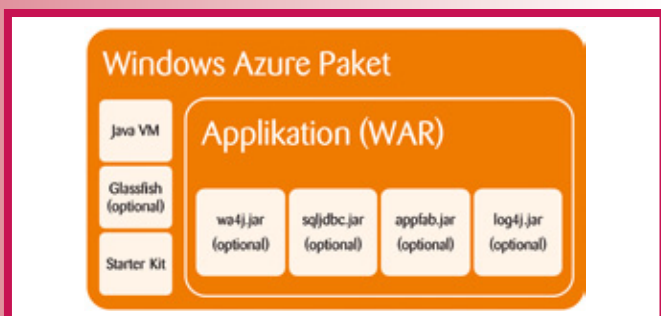 Windows Azure Paket
Java VM
Glassfish
(optional)
Starter Kit
Applikation (WAR)
wa4j.jar
(optional)
sqljdbc.jar
(optional)
appfab.jar
(optional)
log4j.jar
(optional)